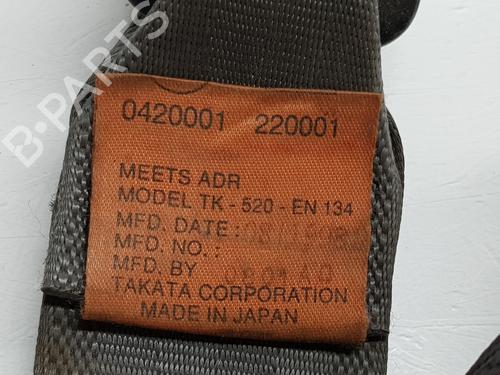 B-PARTS
0420001 220001
MEETS ADR
MODEL TK - 520 - EN 134
MFD. DATE :
MFD. NO. :
MFD. BY
TAKATA CORPORATION
MADE IN JAPAN